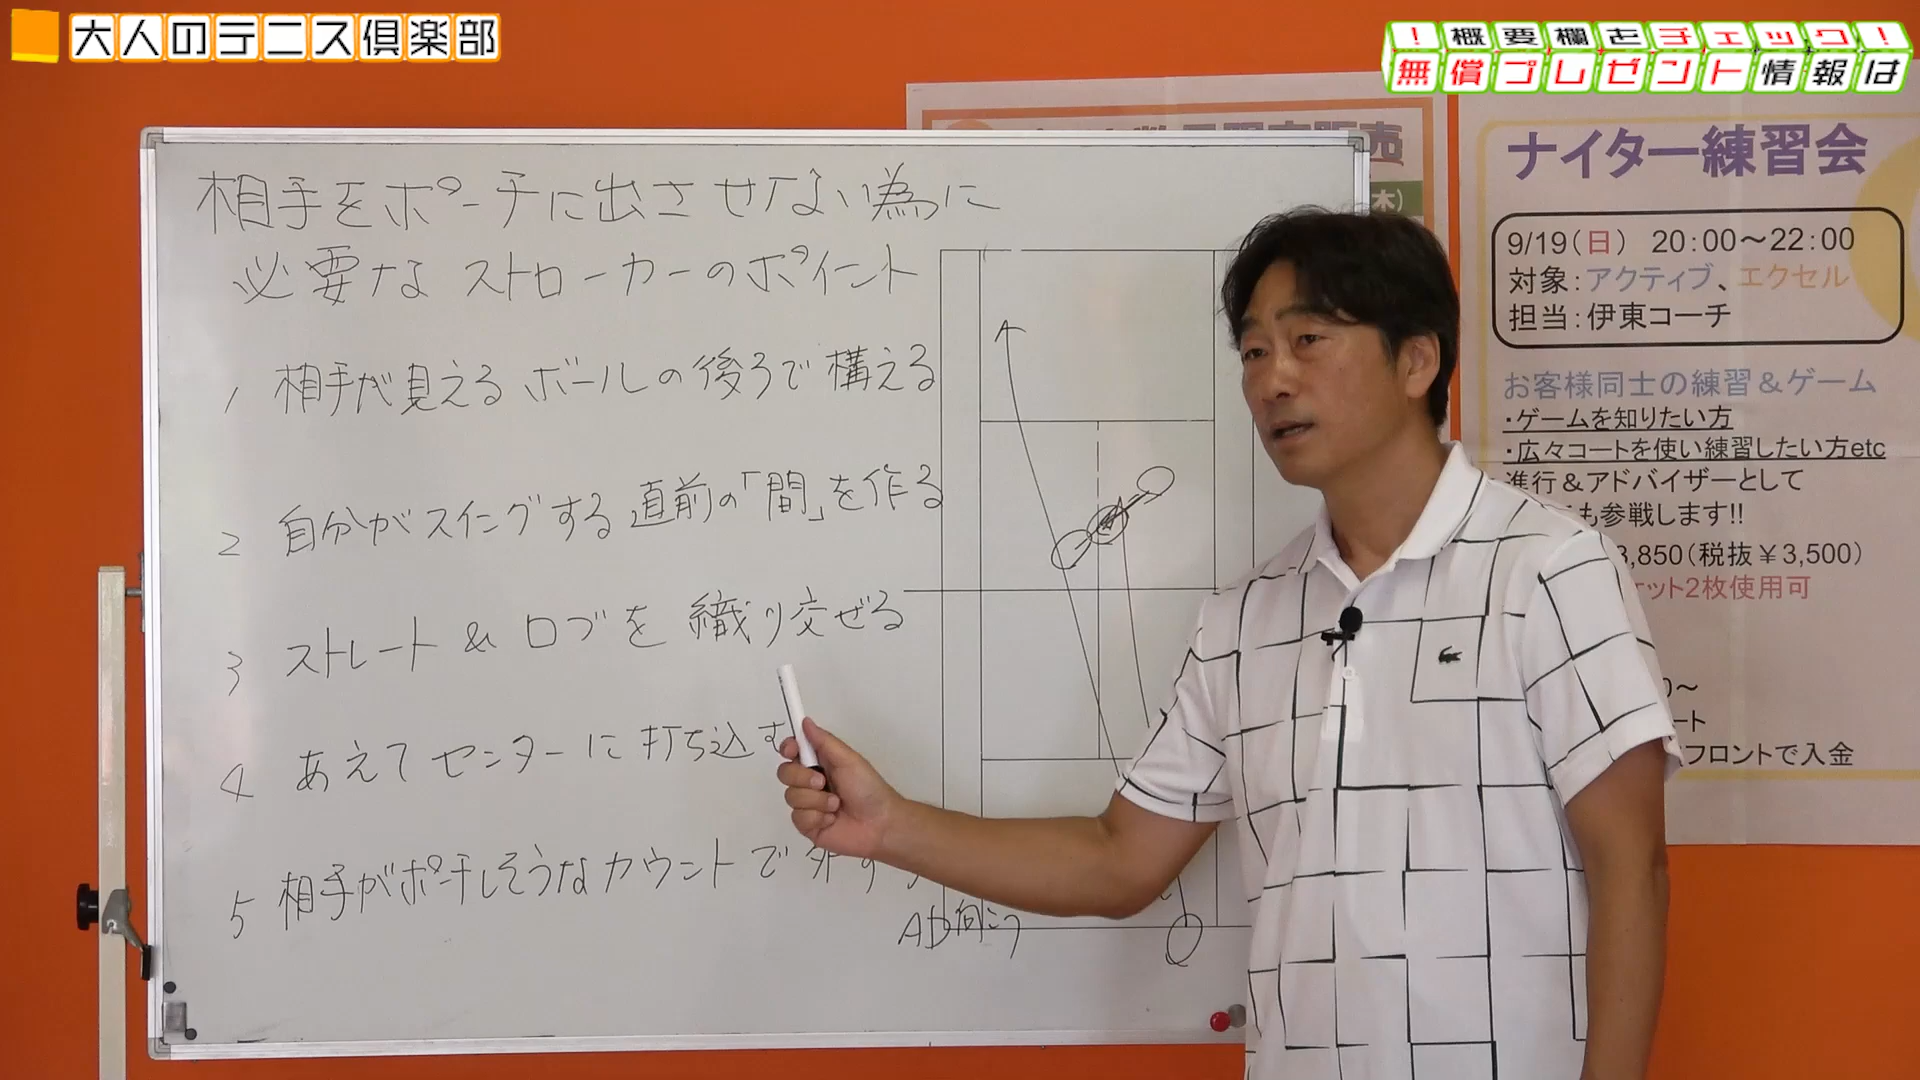 大人のテニス倶楽部
！概要欄をチェック！
無償プレゼント情報は
相手をポーチに出させない為に
必要なストローカーのポイント
1 相手が見えるボールの後ろで構える
2 自分がスイングする直前の「間」を作る
3 ストレート & ロブを織り交ぜる
4 あえてセンターに打ち込む
5 相手がポーチしそうなカウントで外す
AD向こう
木）
ナイター練習会
9/19（日） 20：00～22：00
対象：アクティブ、エクセル
担当：伊東コーチ
お客様同士の練習＆ゲーム
・ゲームを知りたい方
・広々コートを使い練習したい方etc
進行＆アドバイザーとして
も参戦します!!
3,850（税抜￥3,500）
ケット2枚使用可
0～
ート
フロントで入金